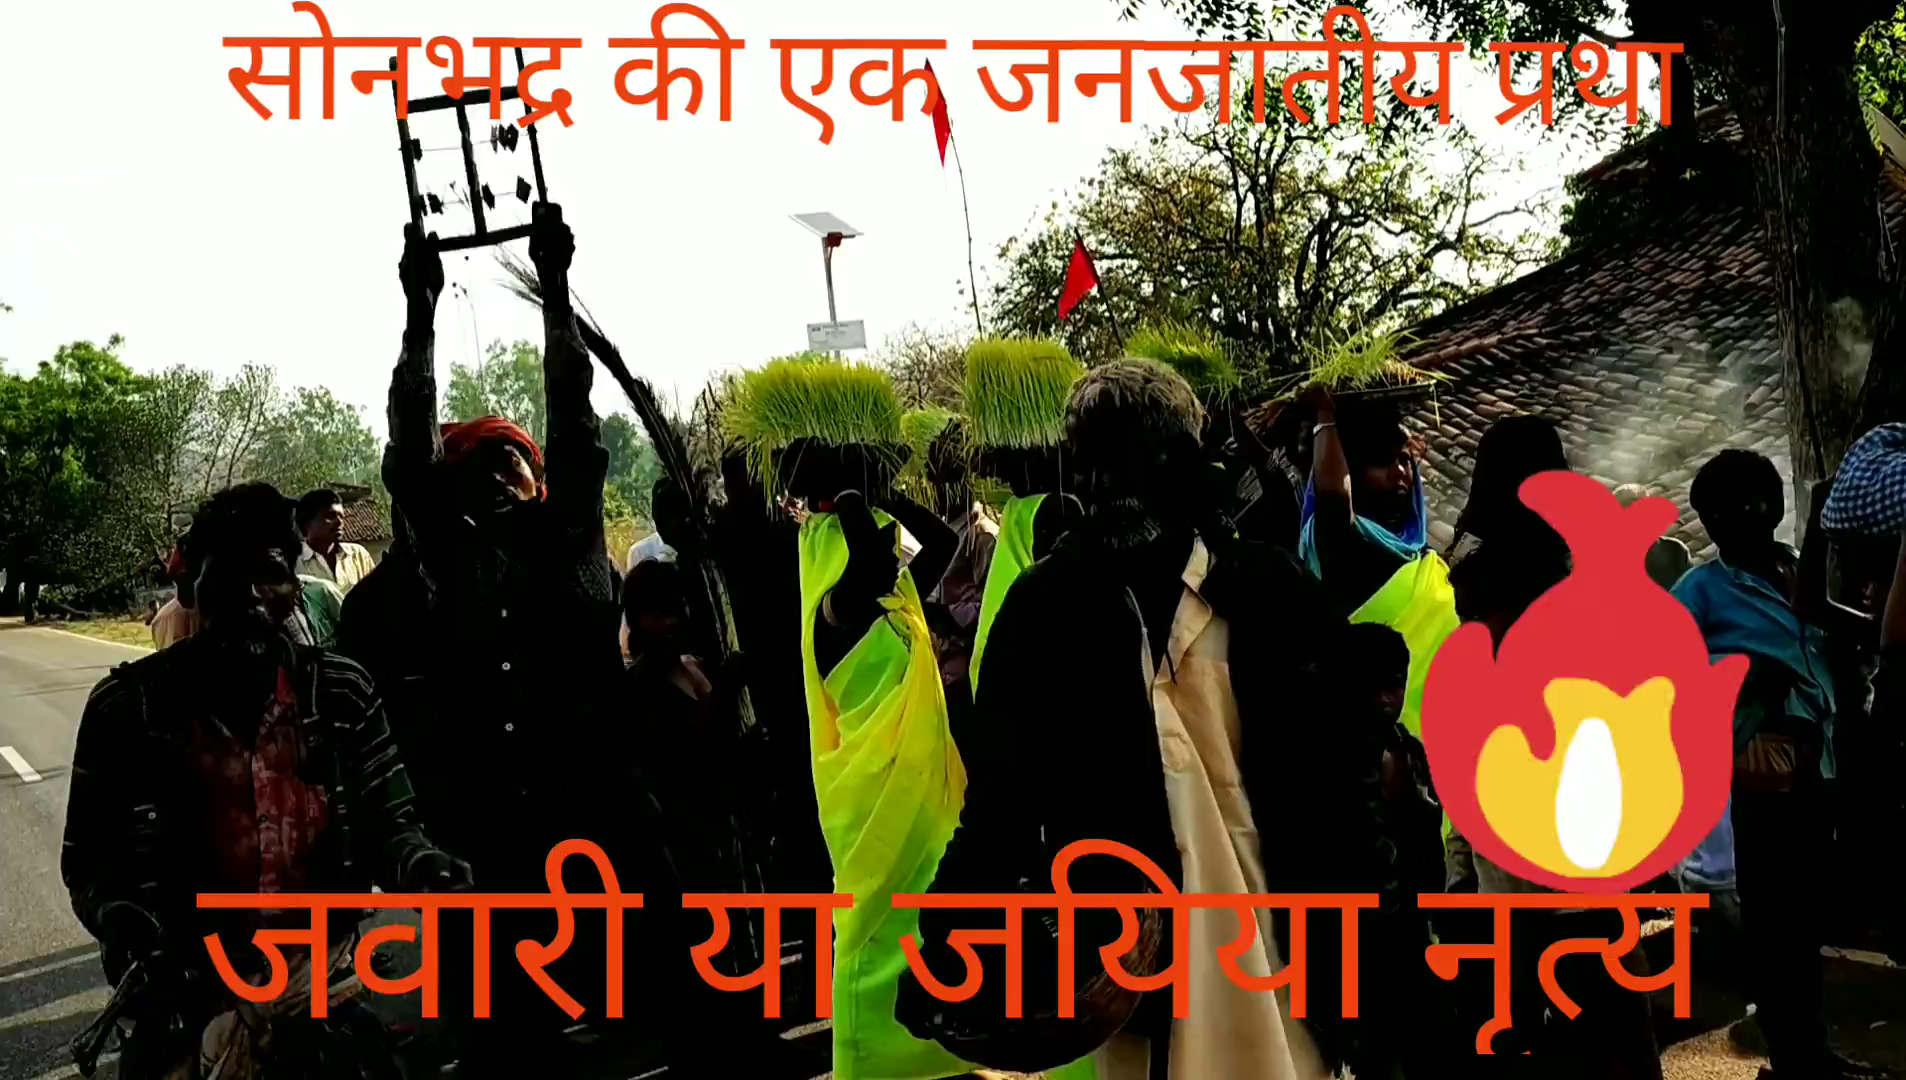 सोनभद्र की एक जनजातीय प्रथा
जवारी या जयिया नृत्य